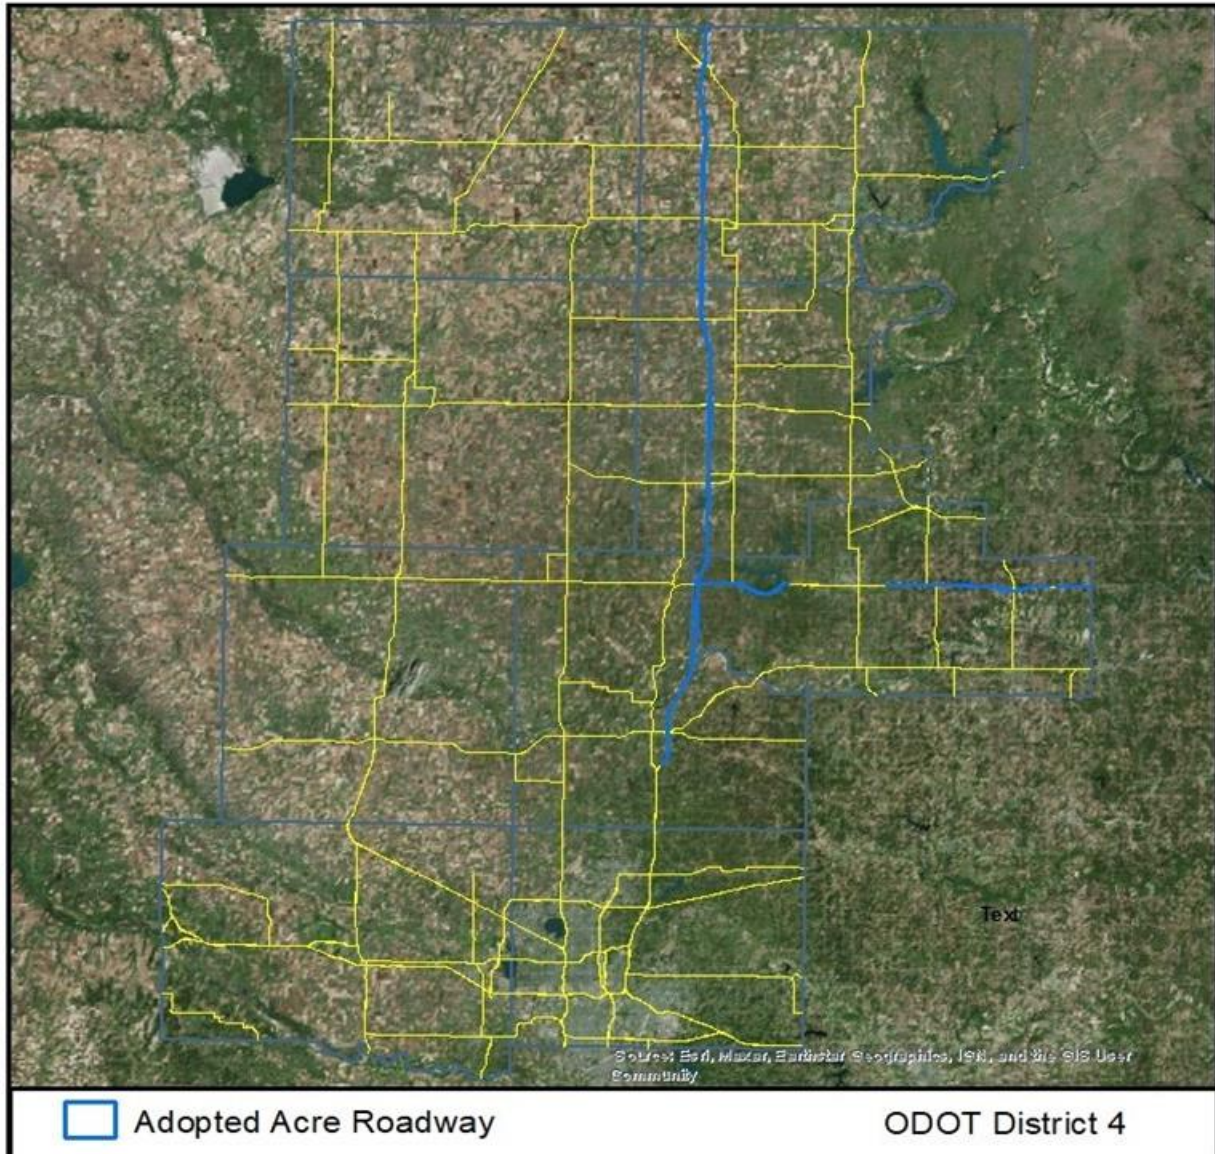 Text
Source: Esri, Maxar, Earthstar Geographics, IGN, and the GIS User
Community
Adopted Acre Roadway
ODOT District 4